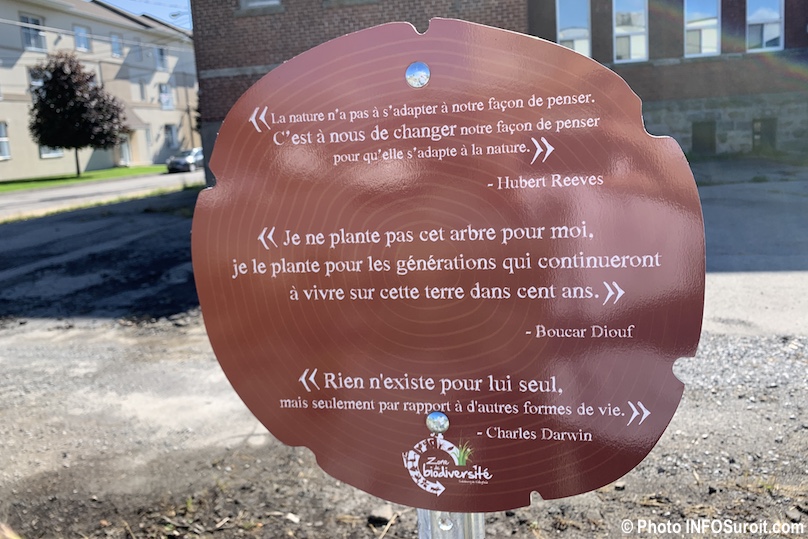 « La nature n'a pas à s'adapter à notre façon de penser.
C'est à nous de changer notre façon de penser
pour qu'elle s'adapte à la nature. »
- Hubert Reeves
« Je ne plante pas cet arbre pour moi,
je le plante pour les générations qui continueront
à vivre sur cette terre dans cent ans. »
- Boucar Diouf
« Rien n'existe pour lui seul,
mais seulement par rapport à d'autres formes de vie. »
- Charles Darwin
Zone
de
biodiversité
© Photo INFOSuroit.com